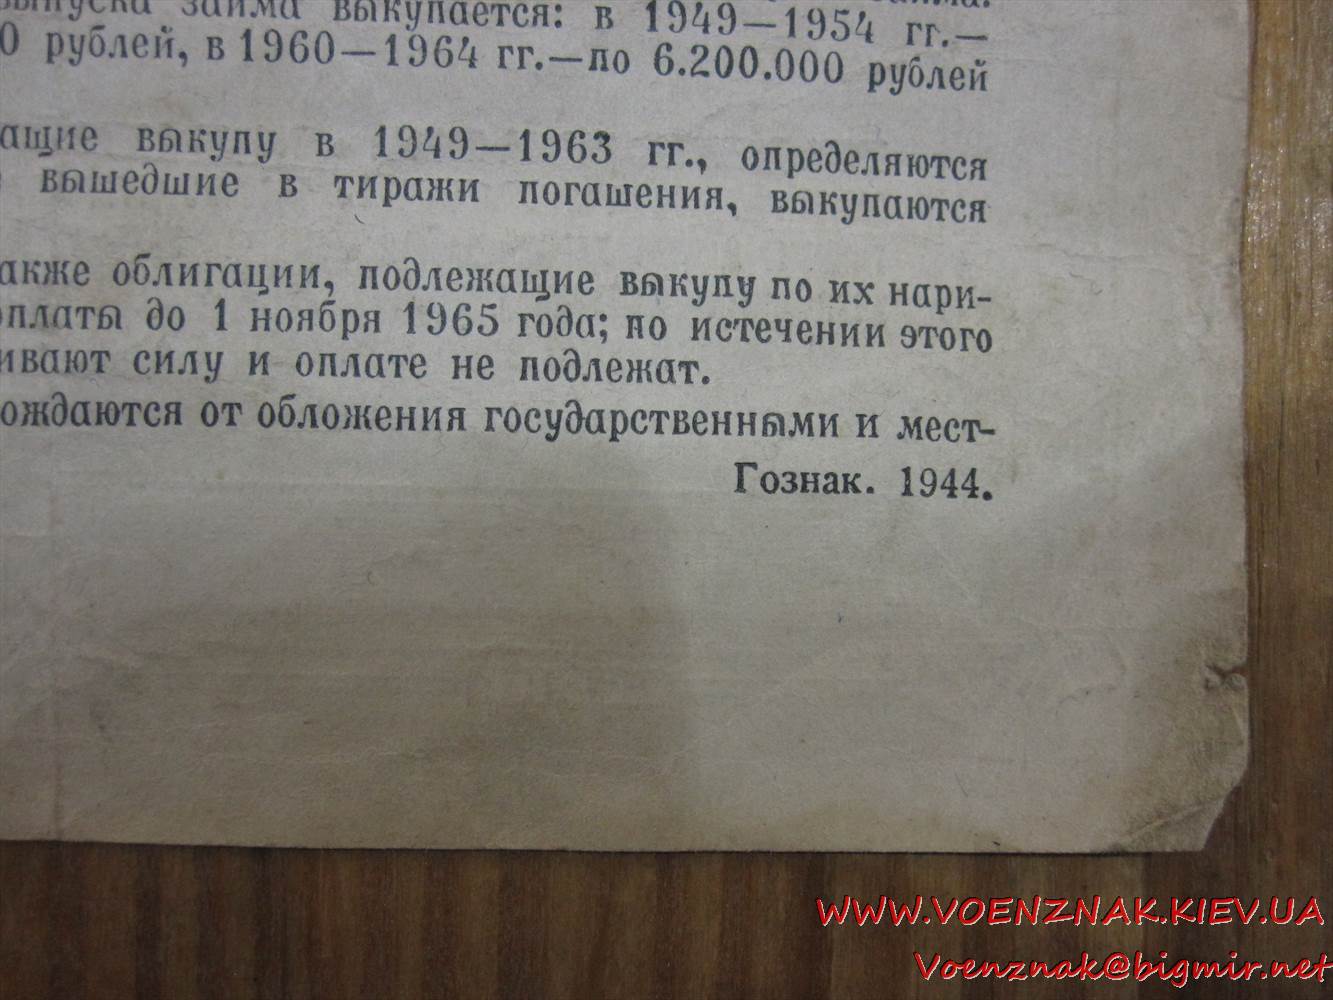 выпуска займа выкупается: в 1949—1954 гг.—
0 рублей, в 1960—1964 гг.—по 6.200.000 рублей
ащие выкупу в 1949—1963 гг., определяются
вышедшие в тиражи погашения, выкупаются
акже облигации, подлежащие выкупу по их нари-
платы до 1 ноября 1965 года; по истечении этого
ивают силу и оплате не подлежат.
ождаются от обложения государственными и мест-
Гознак. 1944.
WWW.VOENZNAK.KIEV.UA
Voenznak@bigmir.net